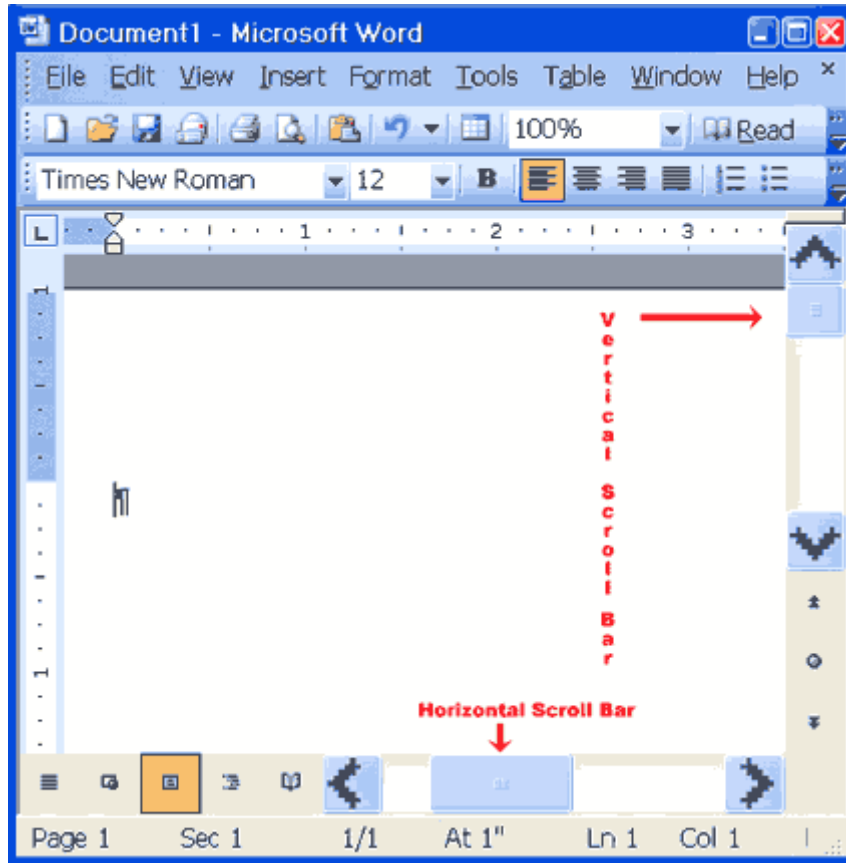 Document1 - Microsoft Word
File Edit View Insert Format Tools Table Window Help
100% Read
Times New Roman 12 B
L 1 2 3
1
Vertical Scroll Bar
¶
1
Horizontal Scroll Bar
Page 1 Sec 1 1/1 At 1" Ln 1 Col 1